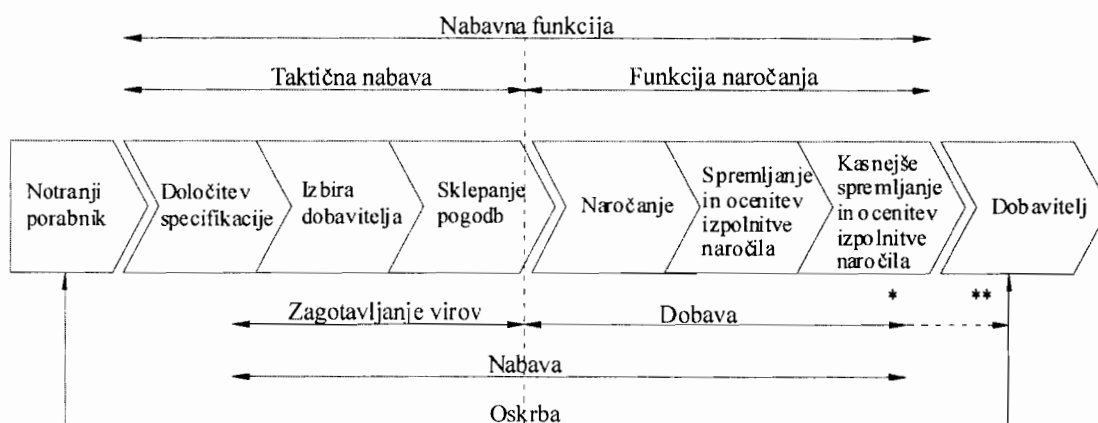 Nabavna funkcija
Taktična nabava
Funkcija naročanja
Notranji
porabnik
Določitev
specifikacije
Izbira
dobavitelja
Sklepanje
pogodb
Naročanje
Spremljanje
in ocenitev
izpolnitve
naročila
Kasnejše
spremljanje
in ocenitev
izpolnitve
naročila
Dobavitelj
*
**
Zagotavljanje virov
Dobava
Nabava
Oskrba